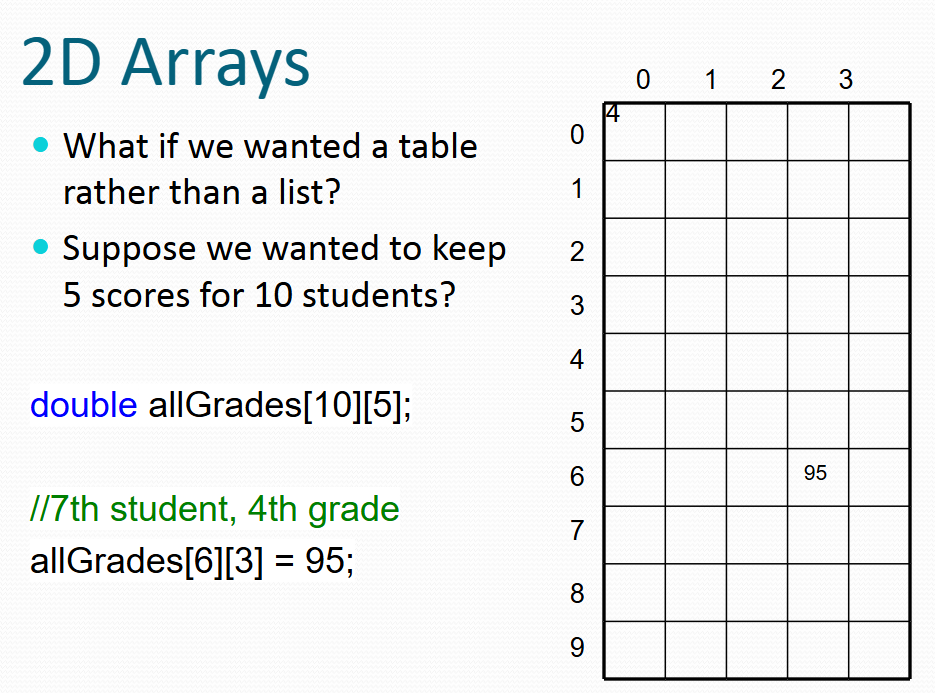 2D Arrays
What if we wanted a table
rather than a list?
Suppose we wanted to keep
5 scores for 10 students?
double allGrades[10][5];
//7th student, 4th grade
allGrades[6][3] = 95;
0 1 2 3
4
0
1
2
3
4
5
6 95
7
8
9